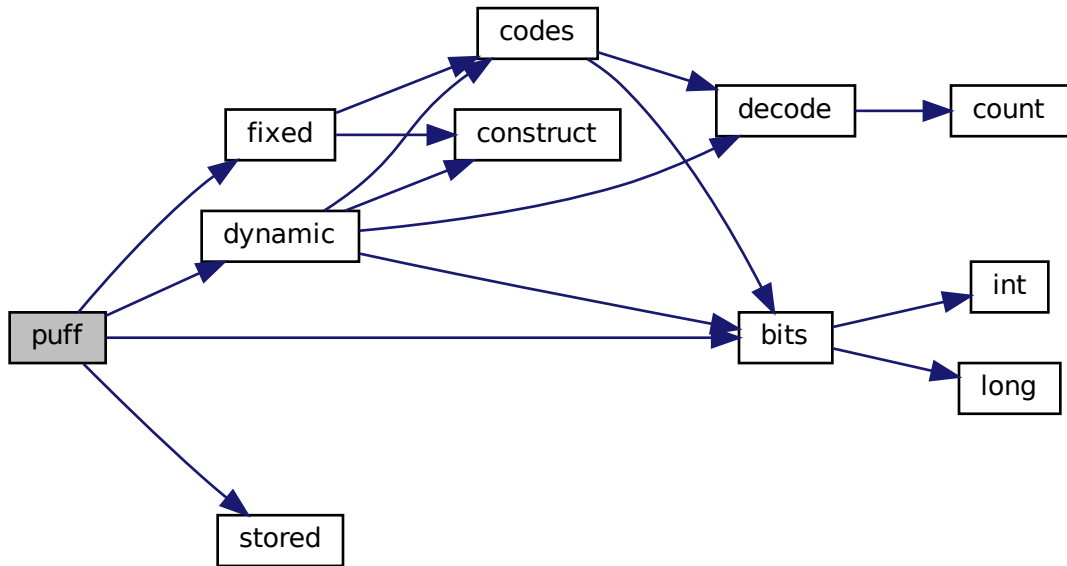 codes
decode
count
fixed
construct
dynamic
int
puff
bits
long
stored